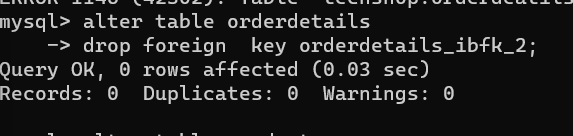 mysql> alter table orderdetails
    -> drop foreign  key orderdetails_ibfk_2;
Query OK, 0 rows affected (0.03 sec)
Records: 0  Duplicates: 0  Warnings: 0